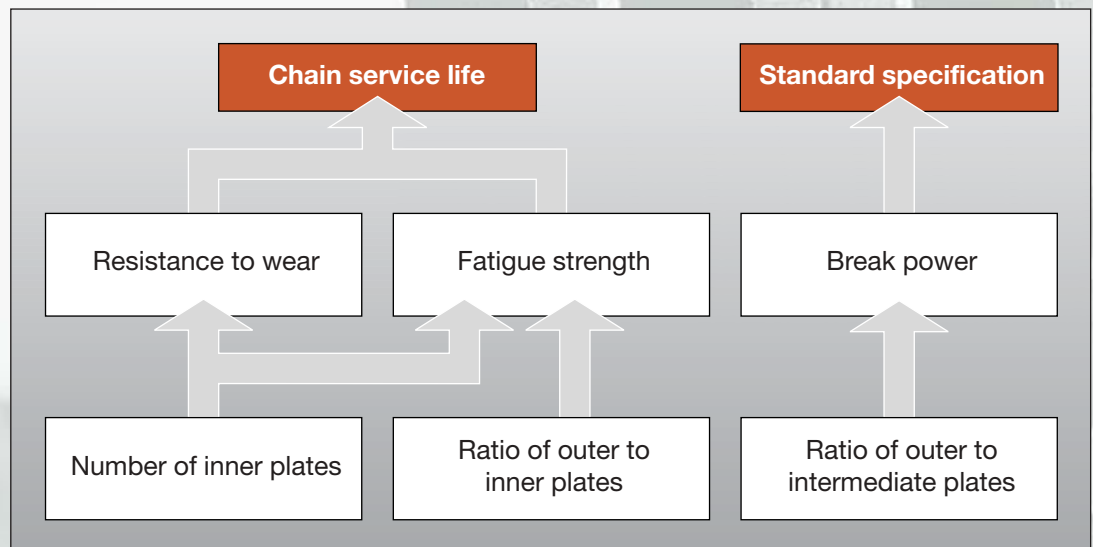 Chain service life
Standard specification
Resistance to wear
Fatigue strength
Break power
Number of inner plates
Ratio of outer to
inner plates
Ratio of outer to
intermediate plates